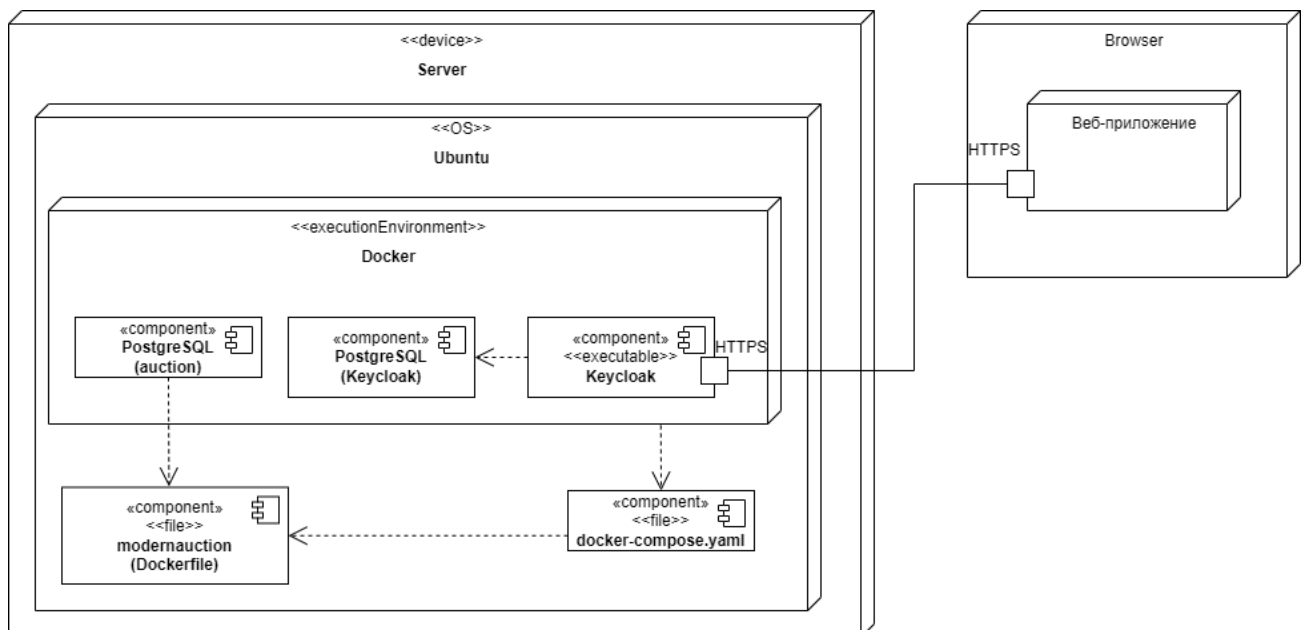 <<device>>
Server
<<OS>>
Ubuntu
<<executionEnvironment>>
Docker
«component»
PostgreSQL
(auction)
«component»
PostgreSQL
(Keycloak)
«component»
<<executable>>
Keycloak
HTTPS
«component»
<<file>>
modernauction
(Dockerfile)
«component»
<<file>>
docker-compose.yaml
Browser
Веб-приложение
HTTPS